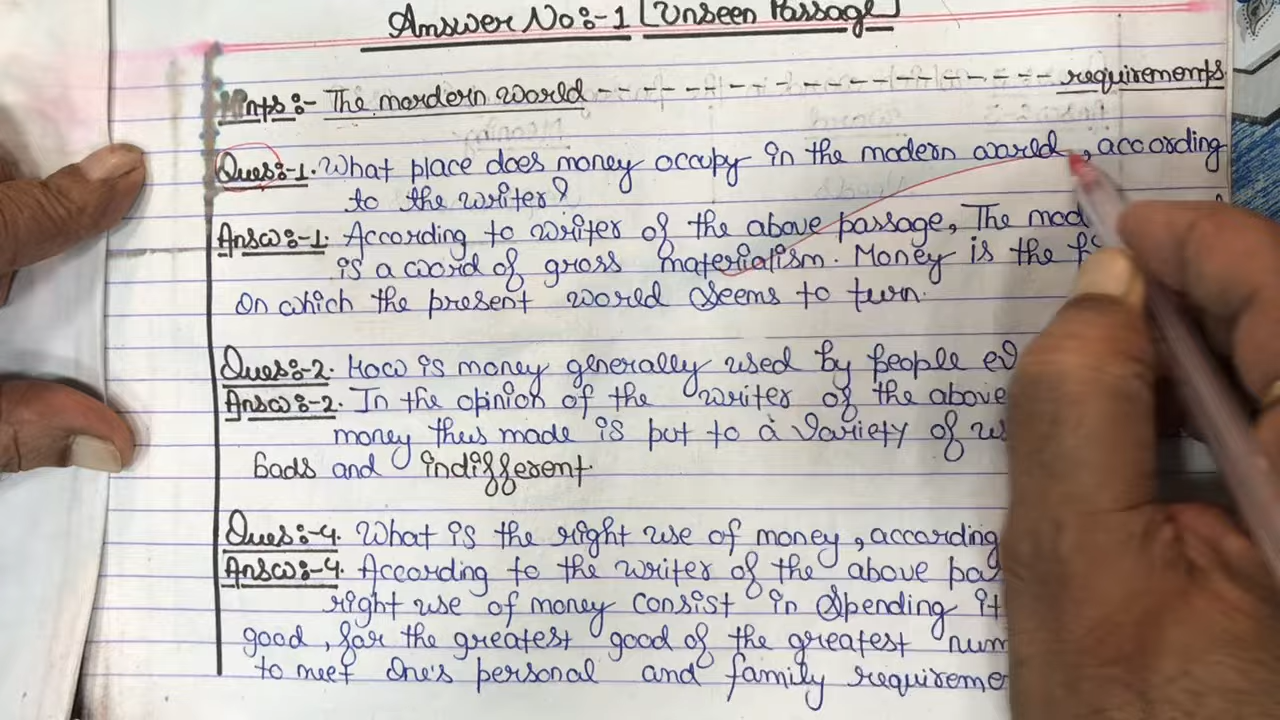 Answer No:-1 [Unseen Passage]
Hints:- The mordern world - - - - - - - - - - - - - - - - - - requirements
Ques:-1. What place does money occupy in the modern world, according
to the writer?
Answ:-1. According to writer of the above passage, The mod
is a word of gross materialism. Money is the
on which the present world seems to turn.
Ques:-2. How is money generally used by people
Answ:-2. In the opinion of the writer of the above
money thus made is put to a variety of
bads and indifferent.
Ques:-4. What is the right use of money, according
Answ:-4. According to the writer of the above pas
right use of money consist in spending it
good, for the greatest good of the greatest num
to meet one's personal and family requireme